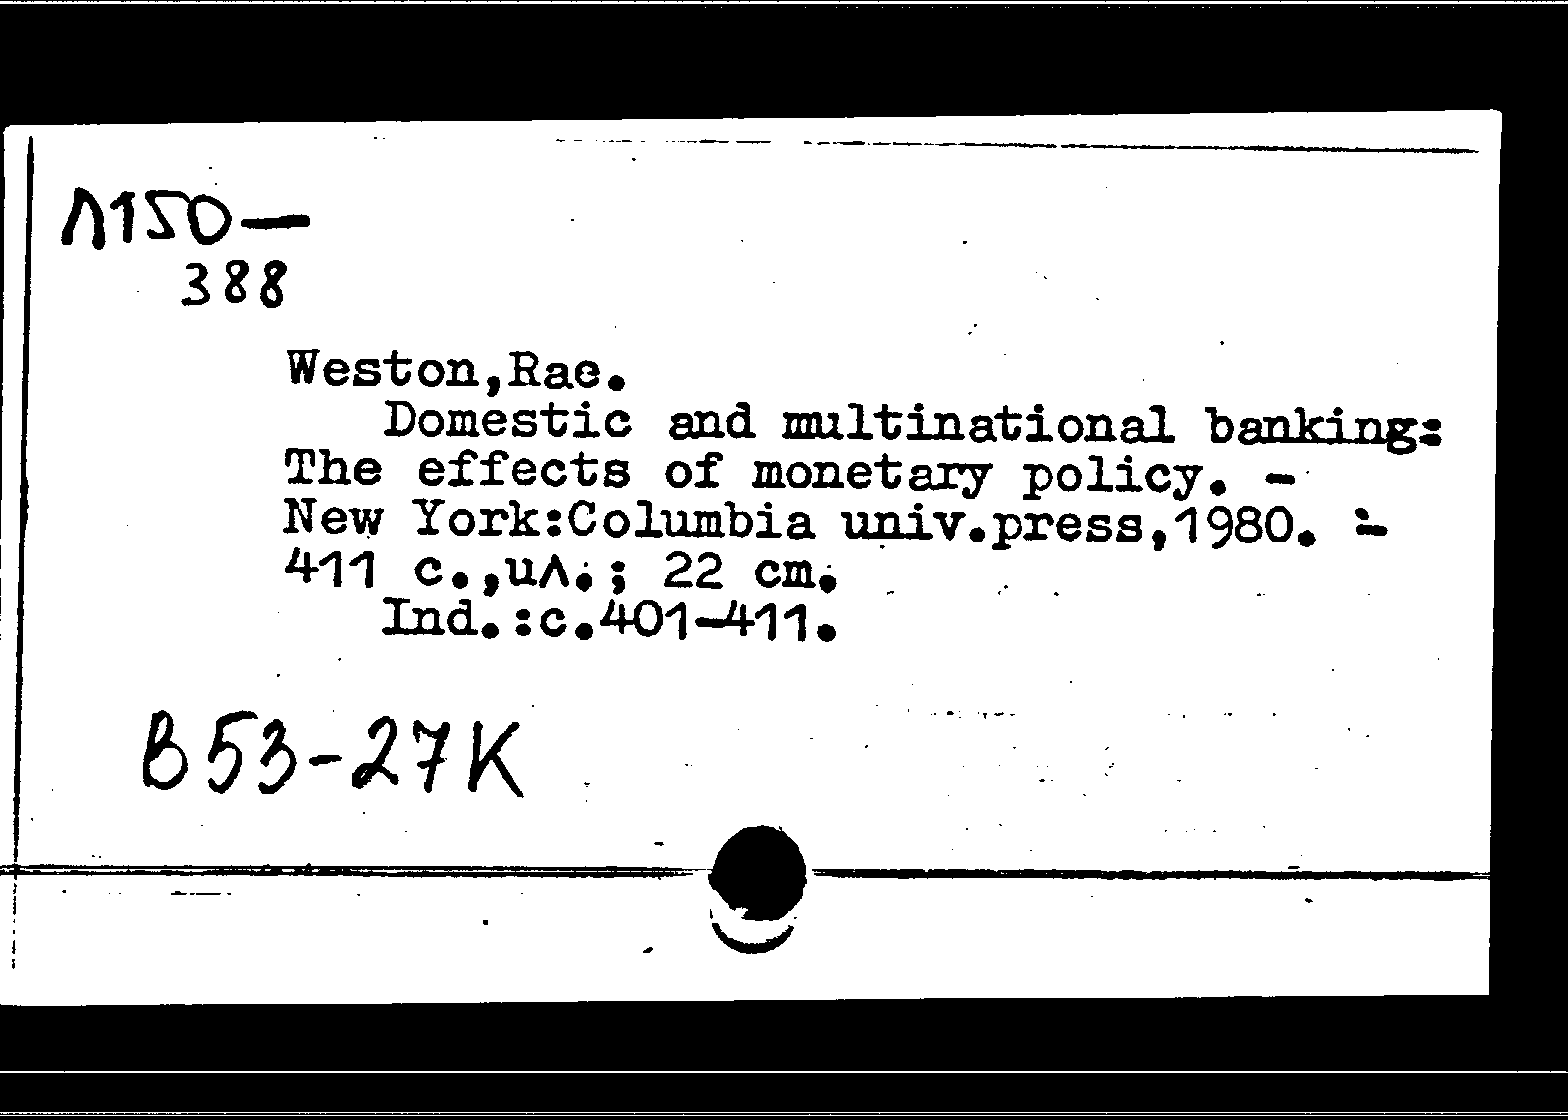 Л150—
388
Weston,Rae.
Domestic and multinational banking:
The effects of monetary policy. -
New York:Columbia univ.press,1980. -
411 c.,ил.; 22 cm.
Ind.:c.401-411.
В53-27К